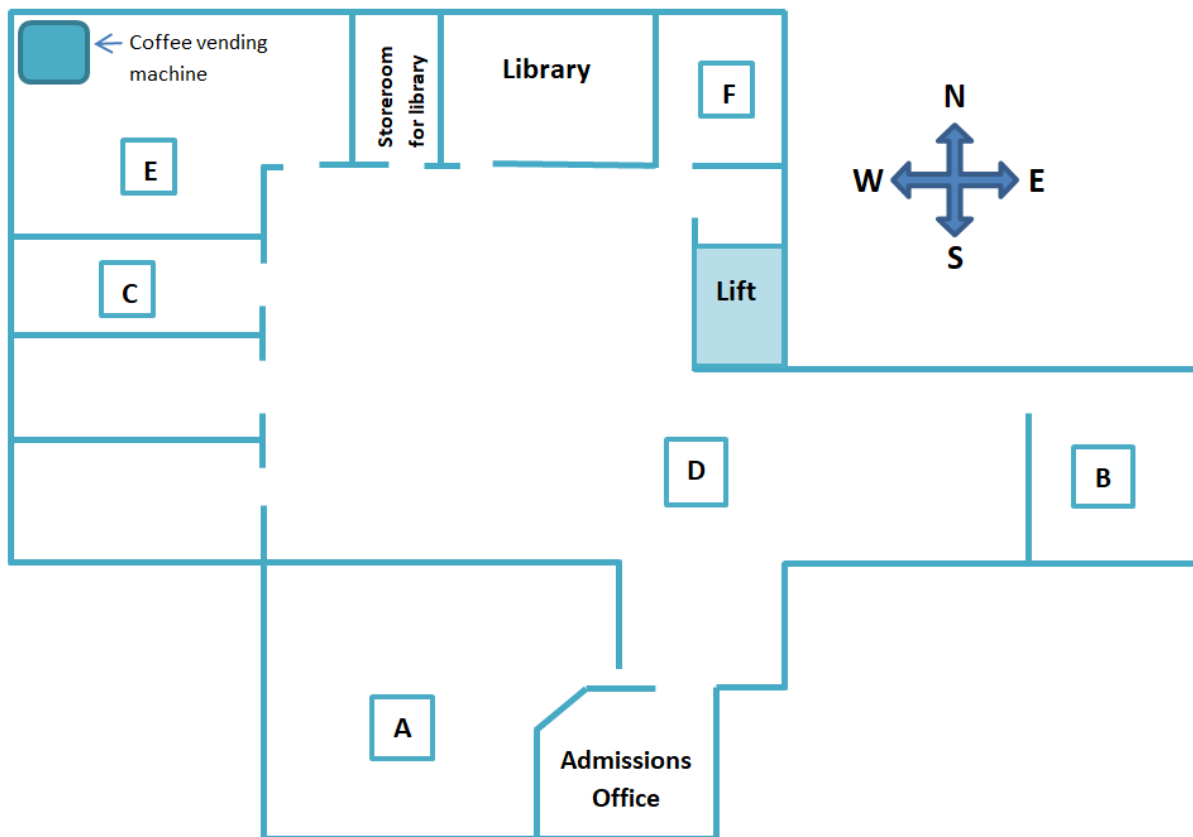 Coffee vending
machine
Storeroom
for library
Library
F
N
W
E
S
E
C
Lift
D
B
A
Admissions
Office